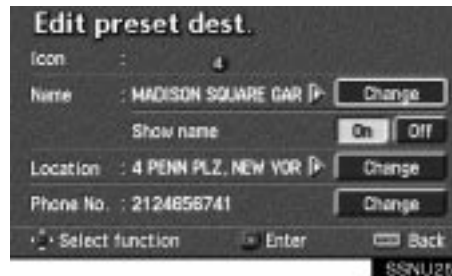 Edit preset dest.
Icon : 4
Name : MADISON SQUARE GAR Change
Show name On Off
Location : 4 PENN PLZ, NEW YOR Change
Phone No. : 2124656741 Change
Select function Enter Back
SSNU25